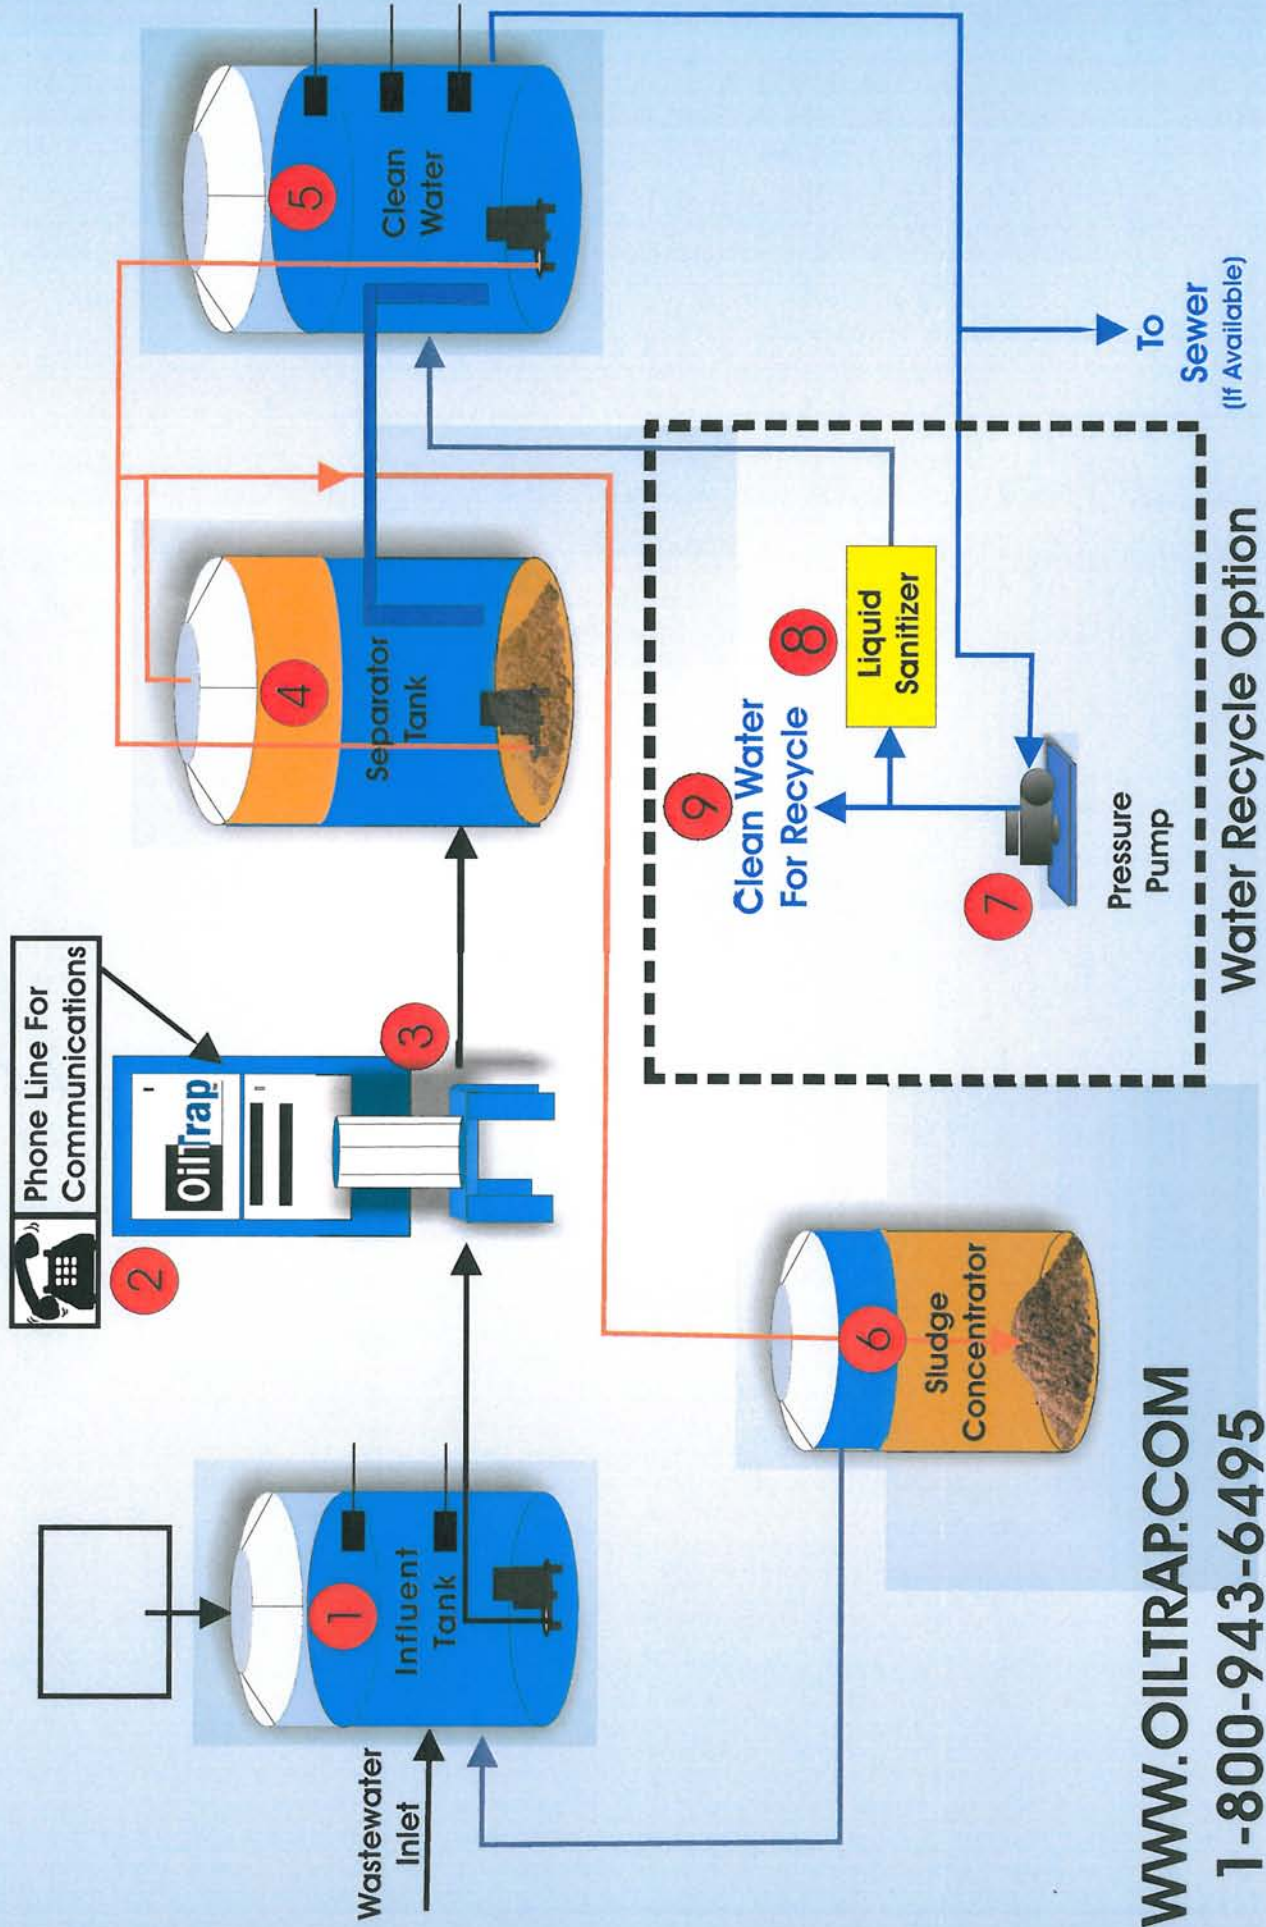 Phone Line For
Communications
2
OilTrap
3
1
Influent
Tank
Wastewater
Inlet
4
Separator
Tank
5
Clean
Water
6
Sludge
Concentrator
9
Clean Water
For Recycle
8
Liquid
Sanitizer
7
Pressure
Pump
Water Recycle Option
To
Sewer
(If Available)
WWW.OILTRAP.COM
1-800-943-6495